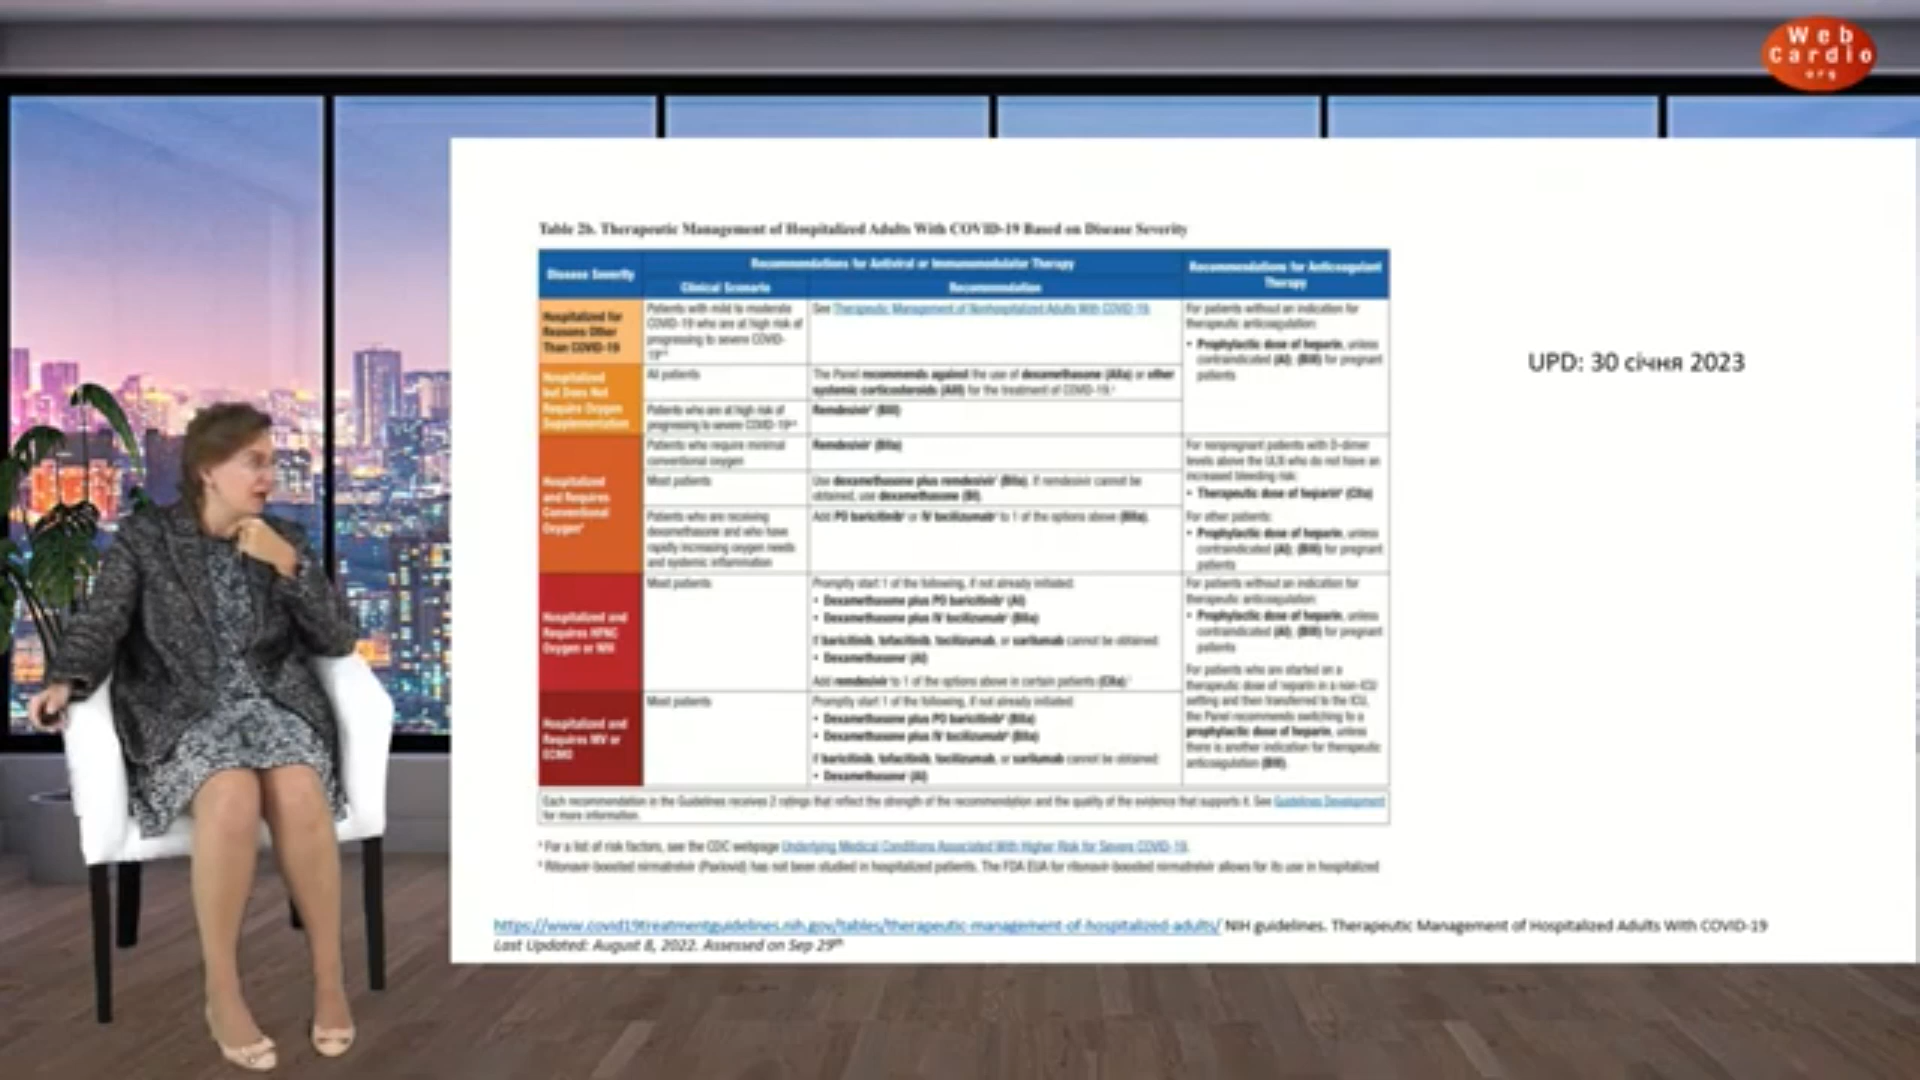 Web
Cardio
org
Table 2b. Therapeutic Management of Hospitalized Adults With COVID-19 Based on Disease Severity
Disease Severity
Recommendations for Antiviral or Immunomodulator Therapy
Clinical Scenario
Recommendation
Recommendations for Anticoagulant
Therapy
Hospitalized for
Reasons Other
Than COVID-19
Patients with mild to moderate
COVID-19 who are at high risk of
progressing to severe COVID-
19
See Therapeutic Management of Nonhospitalized Adults With COVID-19.
For patients without an indication for
therapeutic anticoagulation:
• Prophylactic dose of heparin, unless
contraindicated (AI); (BIII) for pregnant
patients
Hospitalized
but Does Not
Require Oxygen
Supplementation
All patients
The Panel recommends against the use of dexamethasone (AIIa) or other
systemic corticosteroids (AIII) for the treatment of COVID-19.
Patients who are at high risk of
progressing to severe COVID-19
Remdesivir (BIII)
Hospitalized
and Requires
Conventional
Oxygen
Patients who require minimal
conventional oxygen
Remdesivir (BIIa)
Most patients
Use dexamethasone plus remdesivir (BIIa). If remdesivir cannot be
obtained, use dexamethasone (BI).
Patients who are receiving
dexamethasone and who have
rapidly increasing oxygen needs
and systemic inflammation
Add PO baricitinib or IV tocilizumab to 1 of the options above (BIIa).
For nonpregnant patients with D-dimer
levels above the ULN who do not have an
increased bleeding risk:
• Therapeutic dose of heparin (CIIa)
For other patients:
• Prophylactic dose of heparin, unless
contraindicated (AI); (BIII) for pregnant
patients
Hospitalized and
Requires HFNC
Oxygen or NIV
Most patients
Promptly start 1 of the following, if not already initiated:
• Dexamethasone plus PO baricitinib (AI)
• Dexamethasone plus IV tocilizumab (BIIa)
If baricitinib, tofacitinib, tocilizumab, or sarilumab cannot be obtained:
• Dexamethasone (AI)
Add remdesivir to 1 of the options above in certain patients (CIIa).
For patients without an indication for
therapeutic anticoagulation:
• Prophylactic dose of heparin, unless
contraindicated (AI); (BIII) for pregnant
patients
For patients who are started on a
therapeutic dose of heparin in a non-ICU
setting and then transferred to the ICU,
the Panel recommends switching to a
prophylactic dose of heparin, unless
there is another indication for therapeutic
anticoagulation (BIII).
Hospitalized and
Requires MV or
ECMO
Most patients
Promptly start 1 of the following, if not already initiated:
• Dexamethasone plus PO baricitinib (BIIa)
• Dexamethasone plus IV tocilizumab (BIIa)
If baricitinib, tofacitinib, tocilizumab, or sarilumab cannot be obtained:
• Dexamethasone (AI)
Each recommendation in the Guidelines receives 2 ratings that reflect the strength of the recommendation and the quality of the evidence that supports it. See Guidelines Development
for more information.
For a list of risk factors, see the CDC webpage Underlying Medical Conditions Associated With Higher Risk for Severe COVID-19.
Ritonavir-boosted nirmatrelvir (Paxlovid) has not been studied in hospitalized patients. The FDA EUA for ritonavir-boosted nirmatrelvir allows for its use in hospitalized
UPD: 30 січня 2023
https://www.covid19treatmentguidelines.nih.gov/tables/therapeutic-management-of-hospitalized-adults/ NIH guidelines. Therapeutic Management of Hospitalized Adults With COVID-19
Last Updated: August 8, 2022. Assessed on Sep 29th